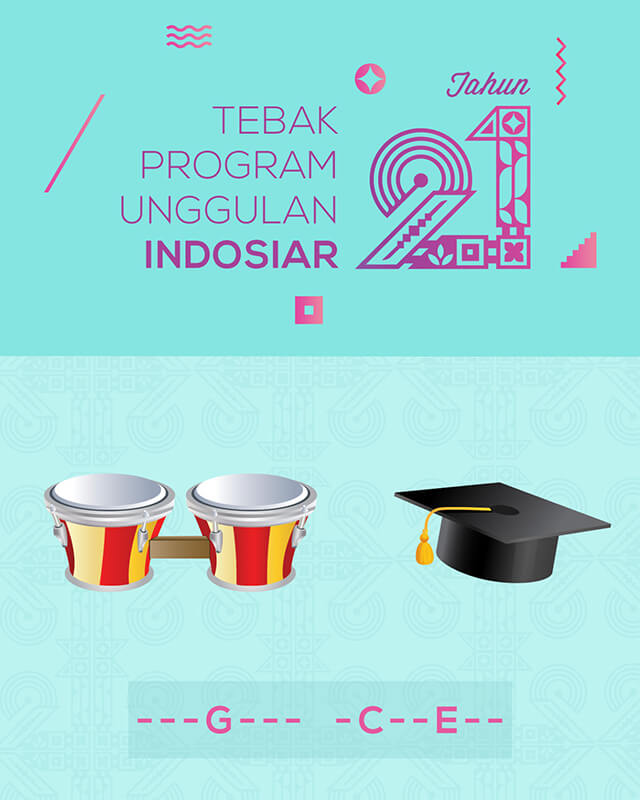 Tahun
TEBAK
PROGRAM
UNGGULAN
INDOSIAR
21
---G--- -C--E--